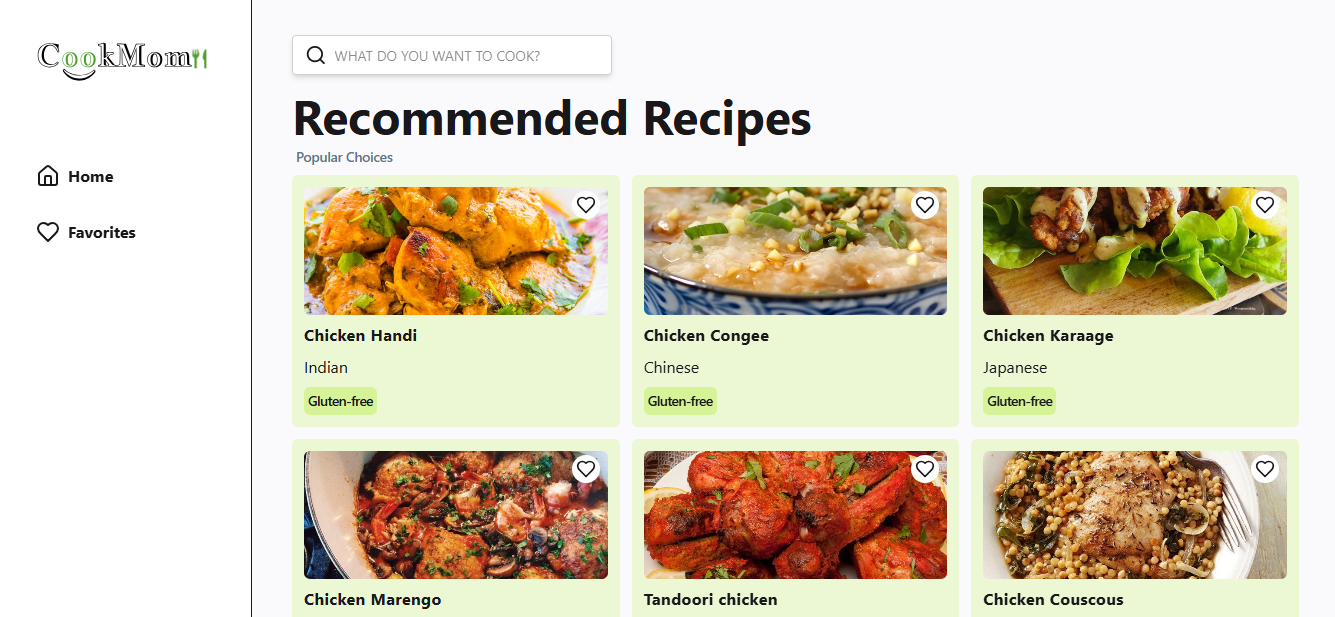 CookMom
WHAT DO YOU WANT TO COOK?
Home
Favorites
Recommended Recipes
Popular Choices
Chicken Handi
Indian
Gluten-free
Chicken Congee
Chinese
Gluten-free
Chicken Karaage
Japanese
Gluten-free
Chicken Marengo
Tandoori chicken
Chicken Couscous